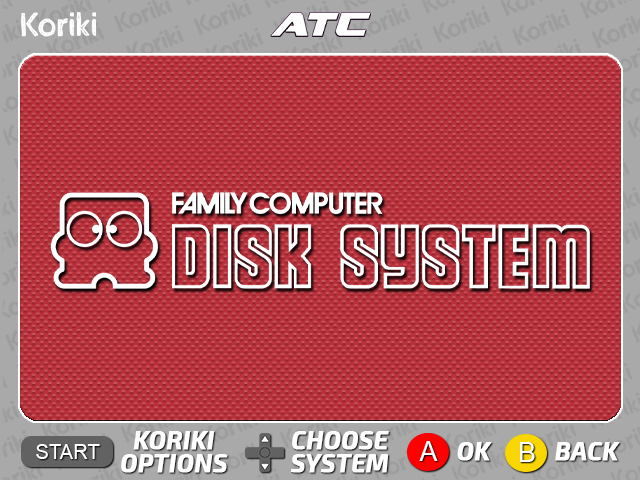 Koriki
ATC
FAMILY COMPUTER
DISK SYSTEM
START
KORIKI
OPTIONS
CHOOSE
SYSTEM
A
OK
B
BACK